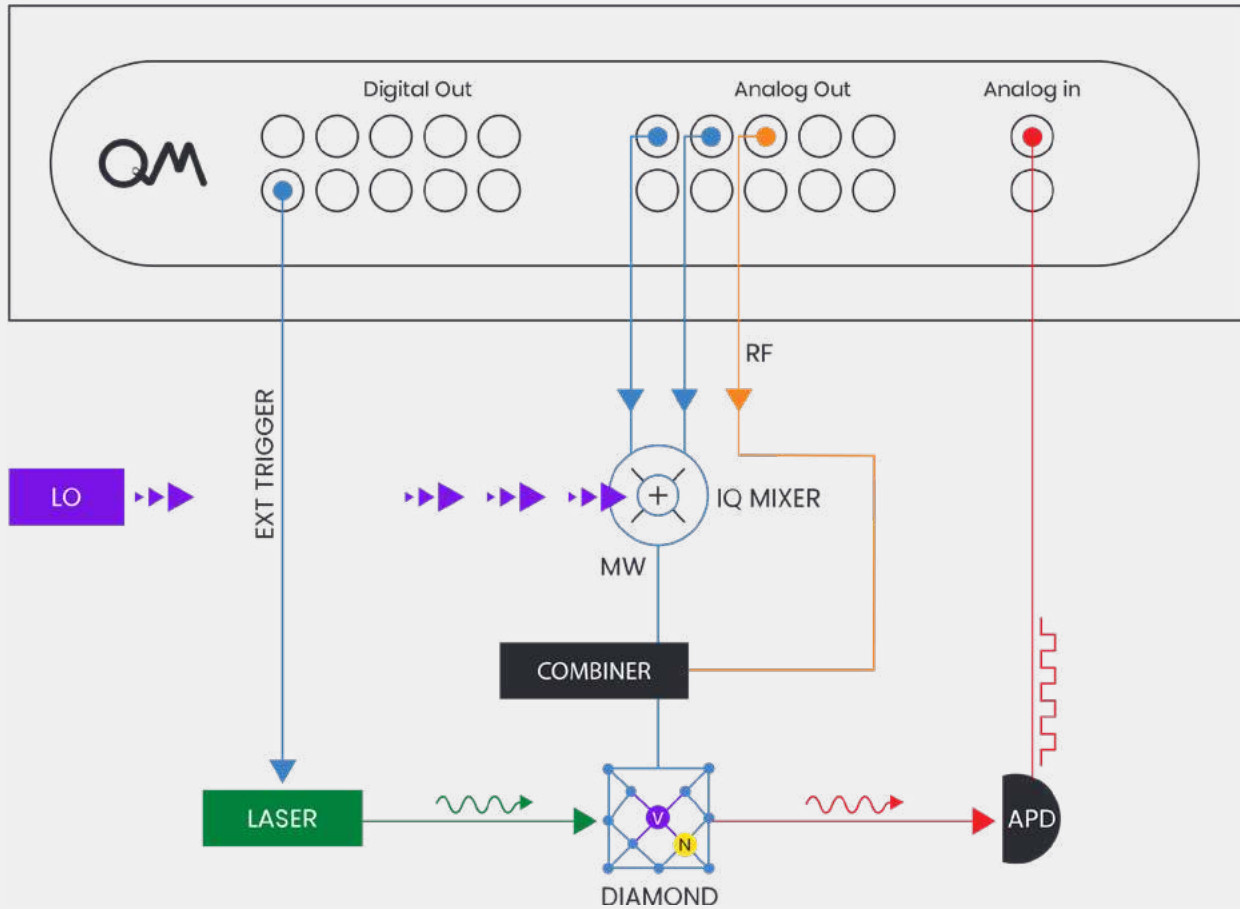 Digital Out
Analog Out
Analog in
QM
RF
EXT TRIGGER
LO
IQ MIXER
MW
COMBINER
LASER
V
N
APD
DIAMOND